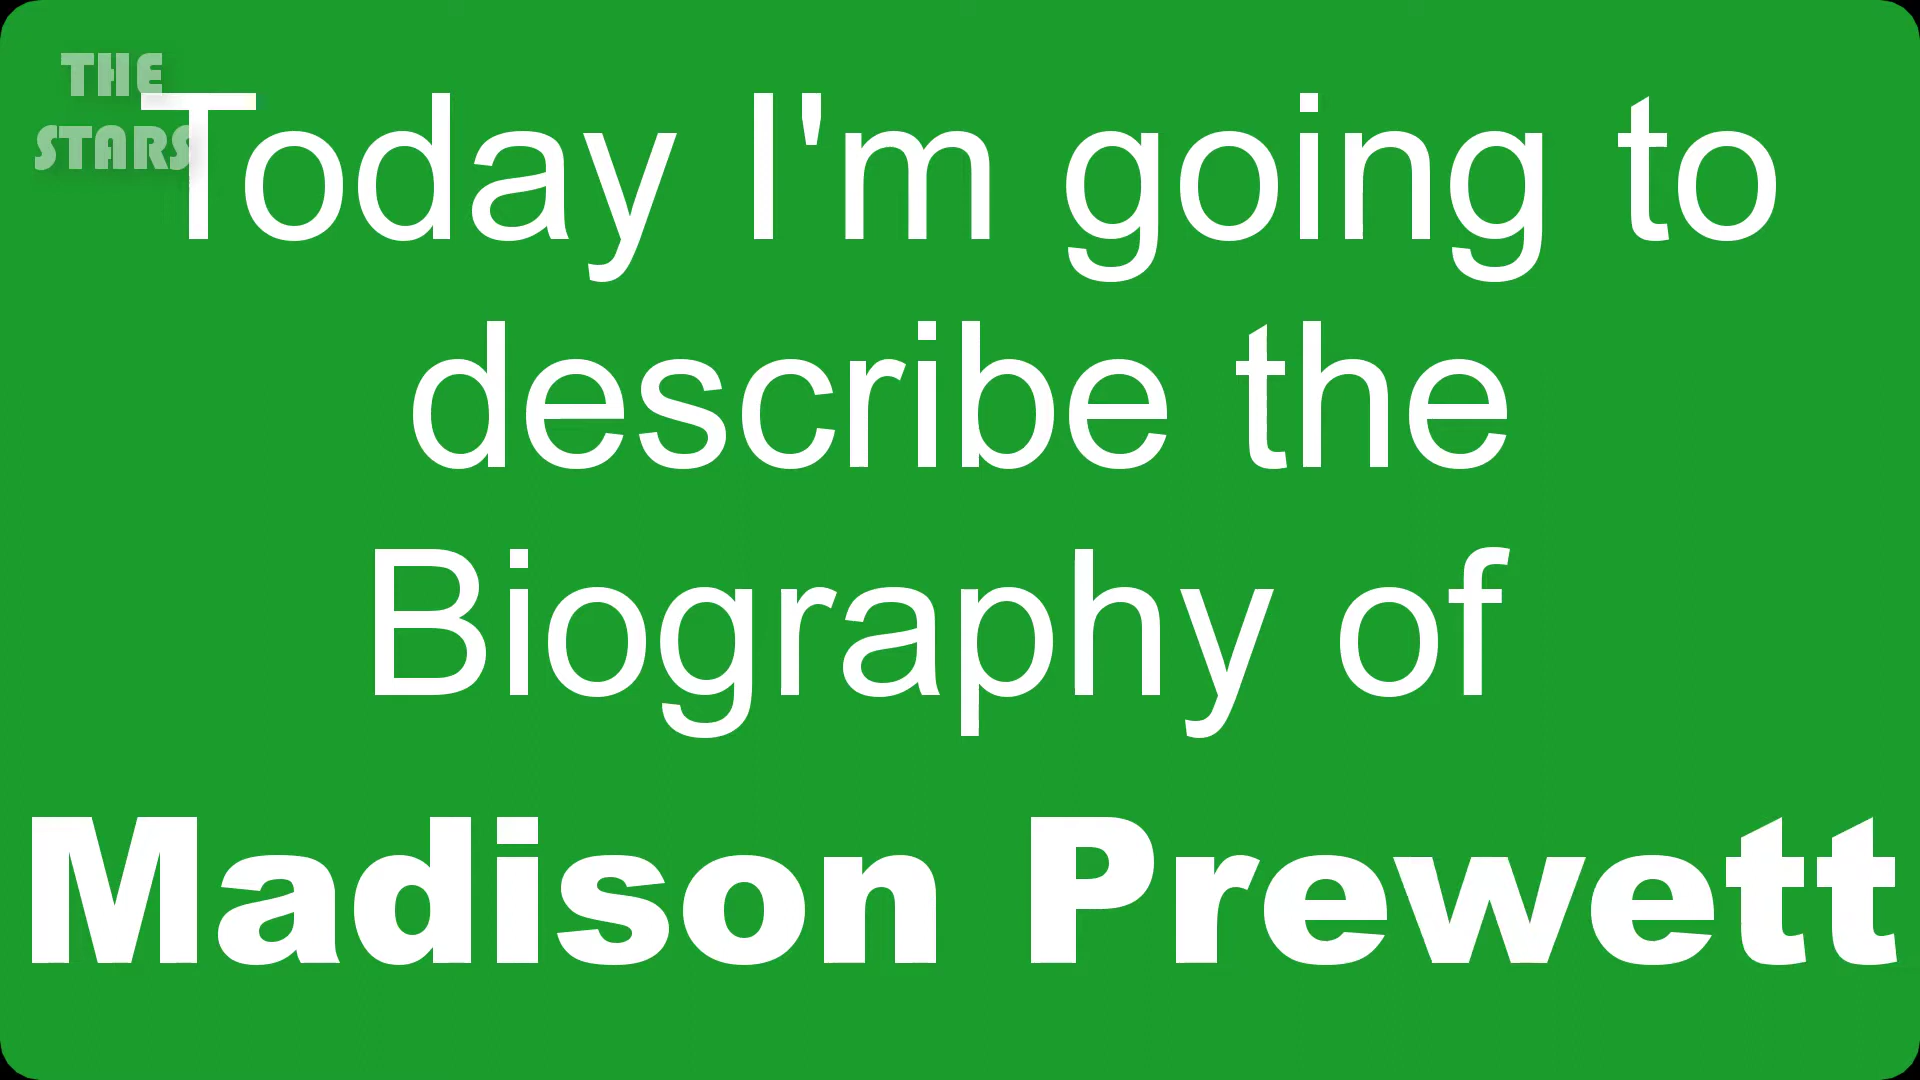 THE
STARS
Today I'm going to
describe the
Biography of
Madison Prewett